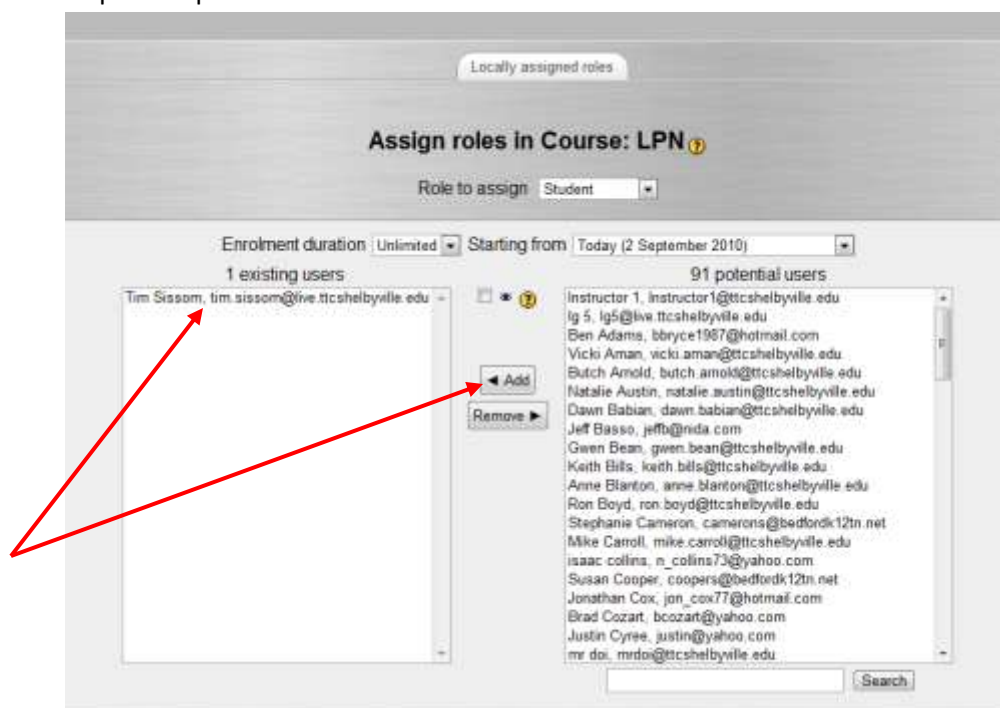 Locally assigned roles
Assign roles in Course: LPN
Role to assign Student
Enrolment duration Unlimited Starting from Today (2 September 2010)
1 existing users
91 potential users
Tim Sissom, tim.sissom@live.ttcshelbyville.edu
Instructor 1, Instructor1@ttcshelbyville.edu
lg 5, lg5@live.ttcshelbyville.edu
Ben Adams, bbryce1987@hotmail.com
Vicki Aman, vicki.aman@ttcshelbyville.edu
Butch Arnold, butch.arnold@ttcshelbyville.edu
Natalie Austin, natalie.austin@ttcshelbyville.edu
Dawn Babian, dawn.babian@ttcshelbyville.edu
Jeff Basso, jeffb@nida.com
Gwen Bean, gwen.bean@ttcshelbyville.edu
Keith Bills, keith.bills@ttcshelbyville.edu
Anne Blanton, anne.blanton@ttcshelbyville.edu
Ron Boyd, ron.boyd@ttcshelbyville.edu
Stephanie Cameron, camerons@bedfordk12tn.net
Mike Carroll, mike.carroll@ttcshelbyville.edu
isaac collins, n_collins73@yahoo.com
Susan Cooper, coopers@bedfordk12tn.net
Jonathan Cox, jon_cox77@hotmail.com
Brad Cozart, bcozart@yahoo.com
Justin Cyree, justin@yahoo.com
mr doi, mrdoi@ttcshelbyville.edu
◄ Add
Remove ►
Search